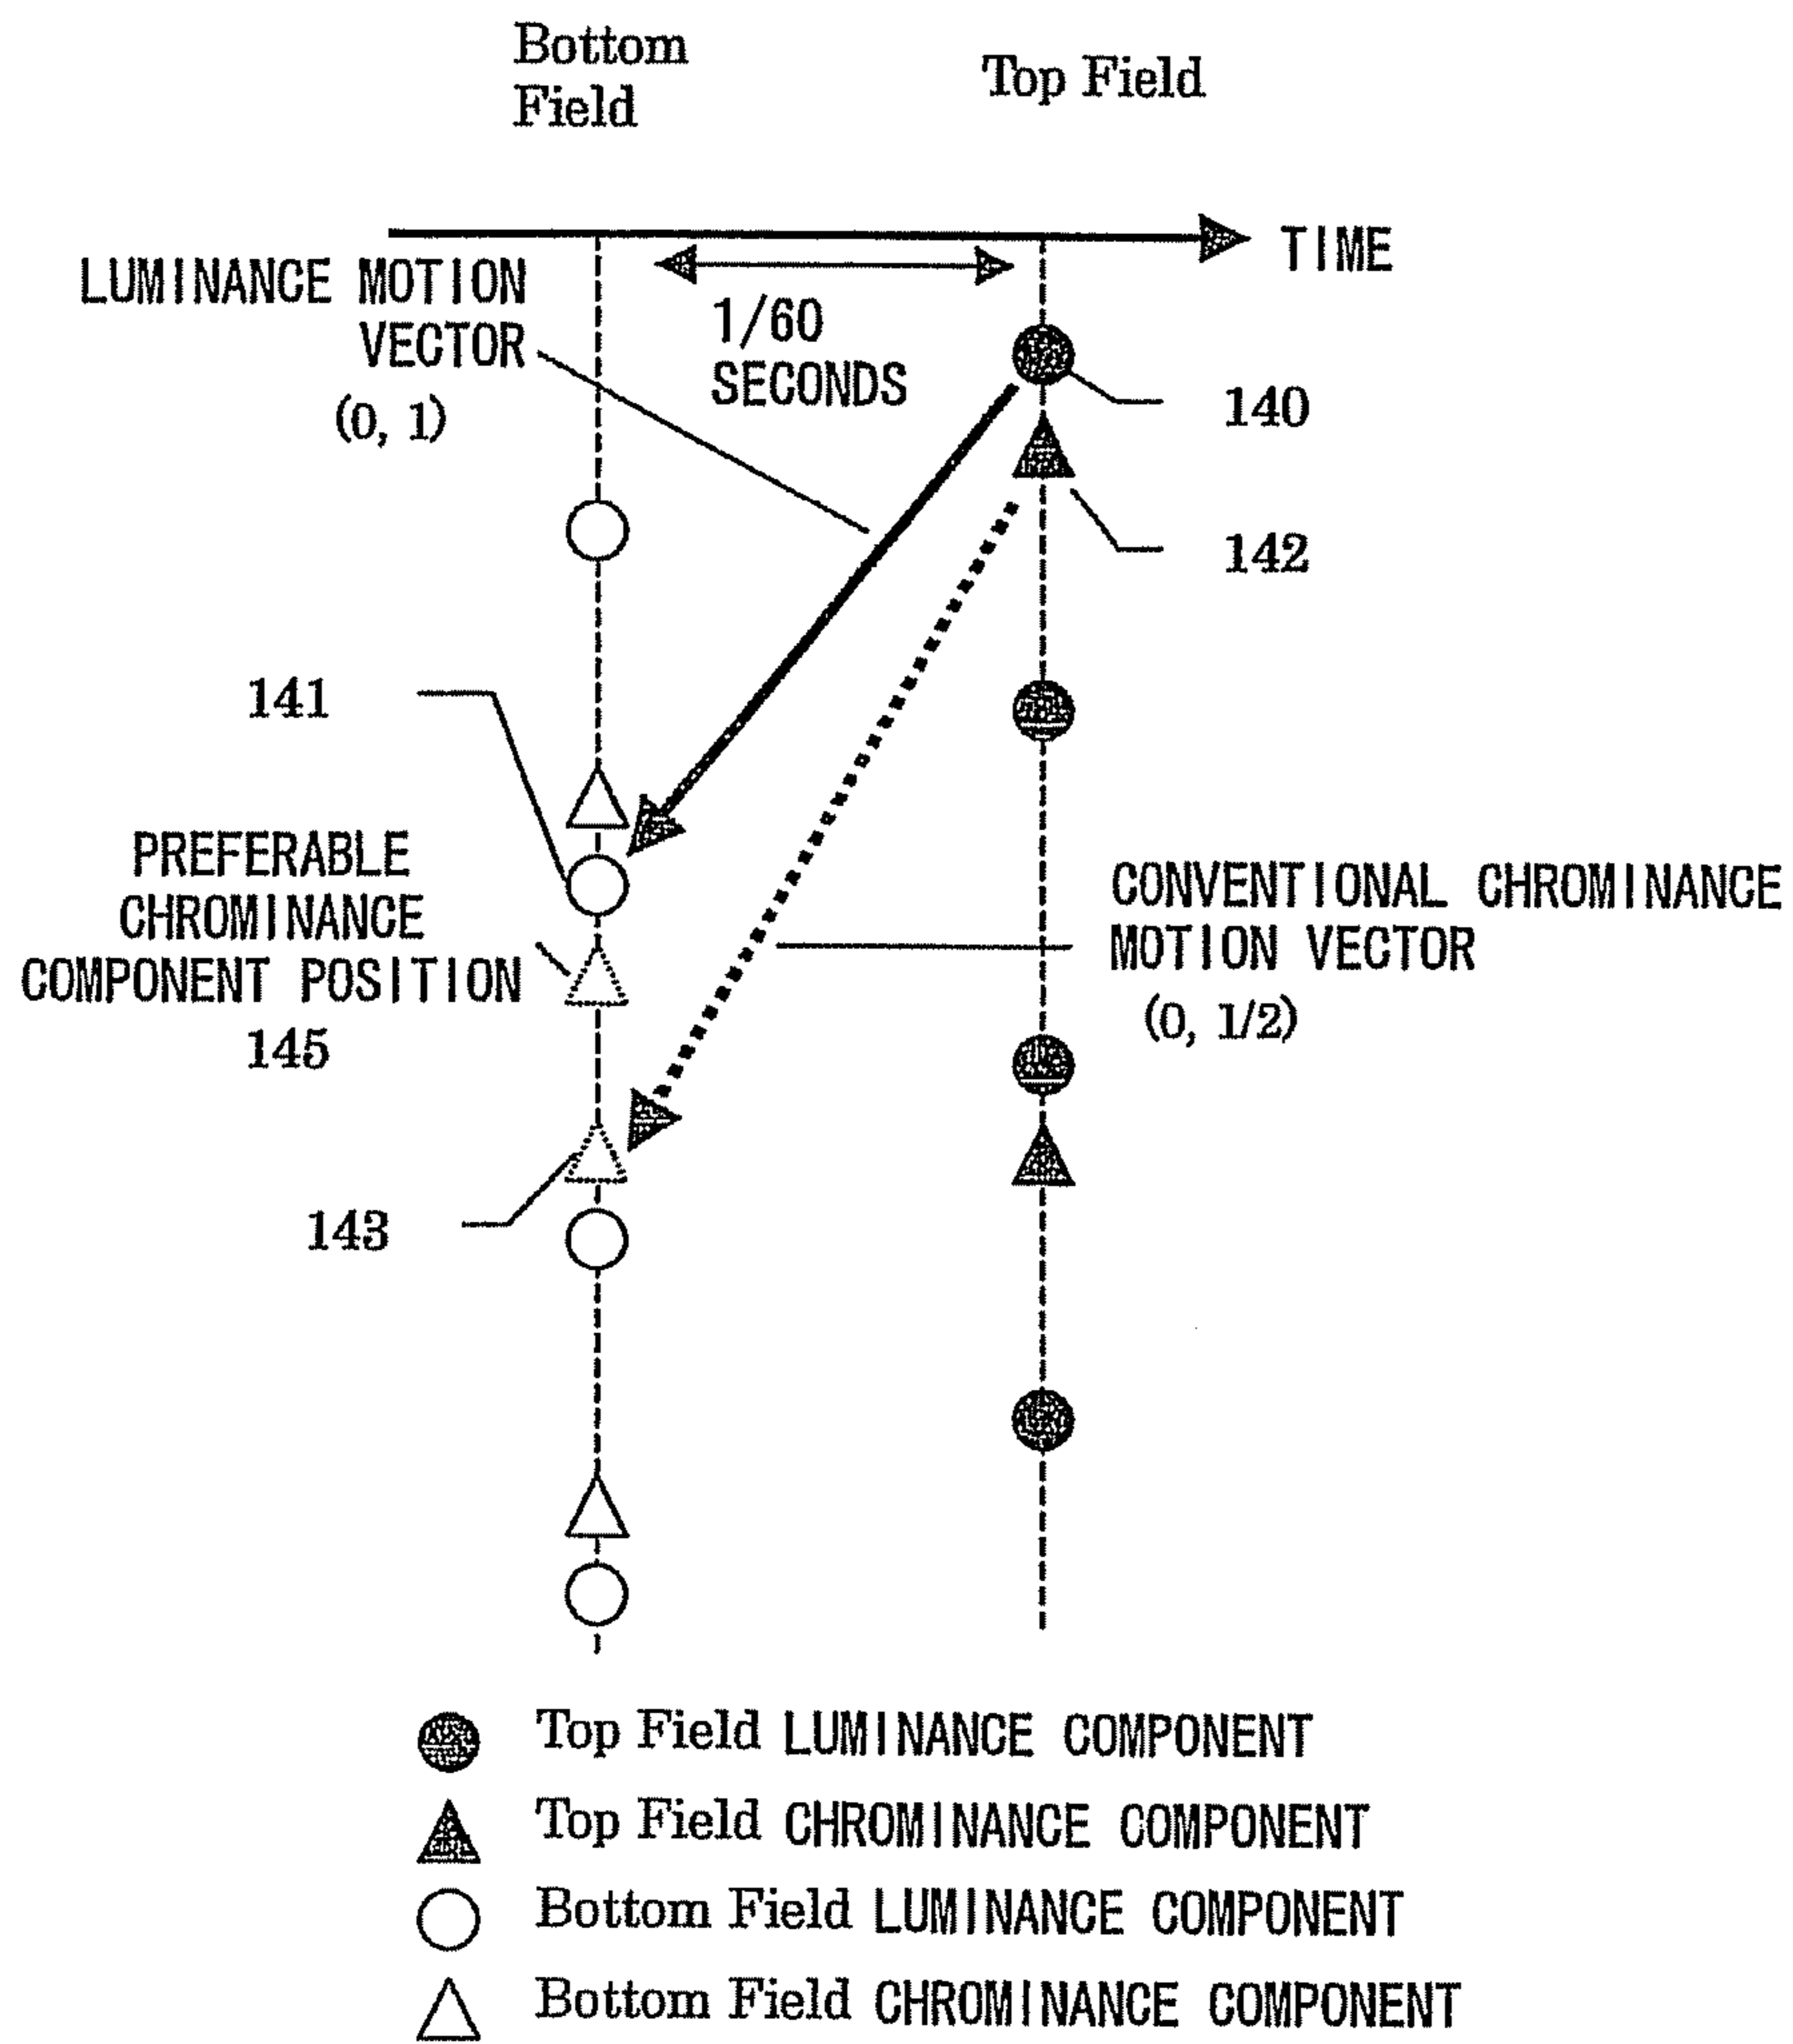 Bottom
Field
Top Field
TIME
LUMINANCE MOTION
VECTOR
(0, 1)
1/60
SECONDS
140
142
141
PREFERABLE
CHROMINANCE
COMPONENT POSITION
145
CONVENTIONAL CHROMINANCE
MOTION VECTOR
(0, 1/2)
143
Top Field LUMINANCE COMPONENT
Top Field CHROMINANCE COMPONENT
Bottom Field LUMINANCE COMPONENT
Bottom Field CHROMINANCE COMPONENT